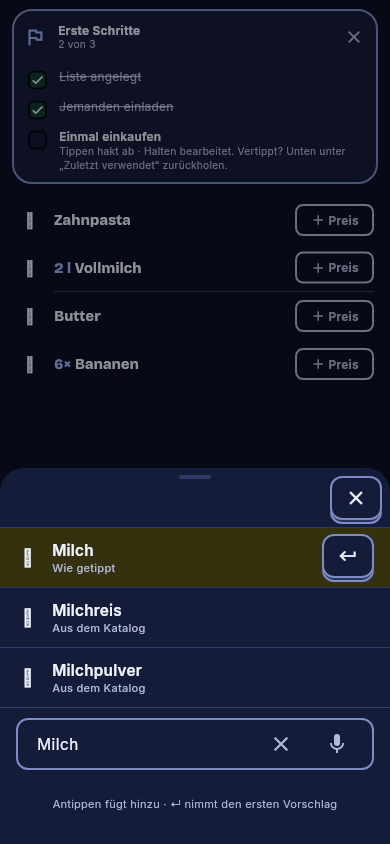 Erste Schritte
2 von 3
Liste angelegt
Jemanden einladen
Einmal einkaufen
Tippen hakt ab · Halten bearbeitet. Vertippt? Unten unter
„Zuletzt verwendet“ zurückholen.
Zahnpasta
+ Preis
2 l Vollmilch
+ Preis
Butter
+ Preis
6× Bananen
+ Preis
Milch
Wie getippt
Milchreis
Aus dem Katalog
Milchpulver
Aus dem Katalog
Milch
Antippen fügt hinzu · ↵ nimmt den ersten Vorschlag